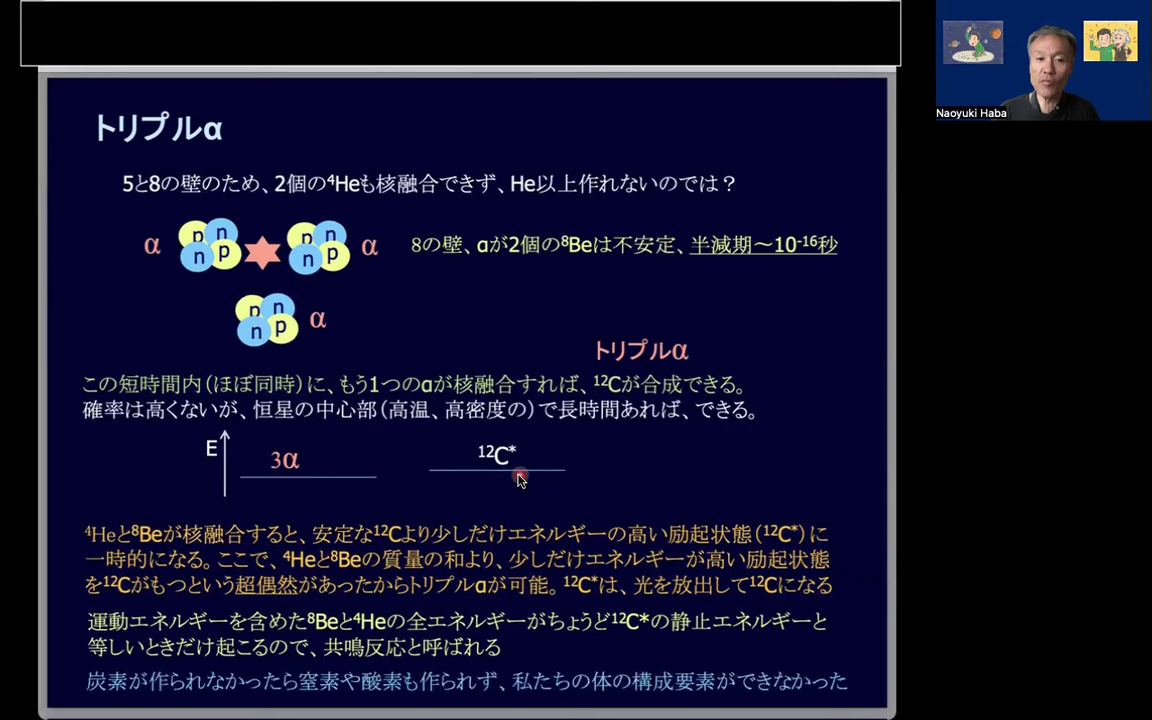 トリプルα
5と8の壁のため、2個の⁴Heも核融合できず、He以上作れないのでは？
α p n n p p n n p α 8の壁、αが2個の⁸Beは不安定、半減期～10⁻¹⁶秒
p n n p α
トリプルα
この短時間内(ほぼ同時)に、もう1つのαが核融合すれば、¹²Cが合成できる。
確率は高くないが、恒星の中心部(高温、高密度の)で長時間あれば、できる。
E 3α ¹²C*
⁴Heと⁸Beが核融合すると、安定な¹²Cより少しだけエネルギーの高い励起状態(¹²C*)に
一時的になる。ここで、⁴Heと⁸Beの質量の和より、少しだけエネルギーが高い励起状態
を¹²Cがもつという超偶然があったからトリプルαが可能。¹²C*は、光を放出して¹²Cになる
運動エネルギーを含めた⁸Beと⁴Heの全エネルギーがちょうど¹²C*の静止エネルギーと
等しいときだけ起こるので、共鳴反応と呼ばれる
炭素が作られなかったら窒素や酸素も作られず、私たちの体の構成要素ができなかった
Naoyuki Haba